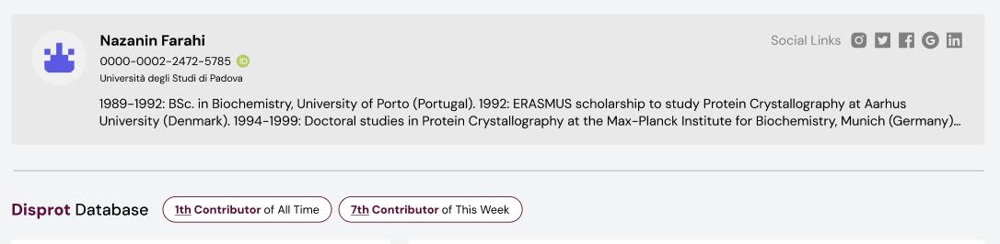 Nazanin Farahi
Social Links
0000-0002-2472-5785 iD
Università degli Studi di Padova
1989-1992: BSc. in Biochemistry, University of Porto (Portugal). 1992: ERASMUS scholarship to study Protein Crystallography at Aarhus
University (Denmark). 1994-1999: Doctoral studies in Protein Crystallography at the Max-Planck Institute for Biochemistry, Munich (Germany)...
Disprot Database
1th Contributor of All Time
7th Contributor of This Week